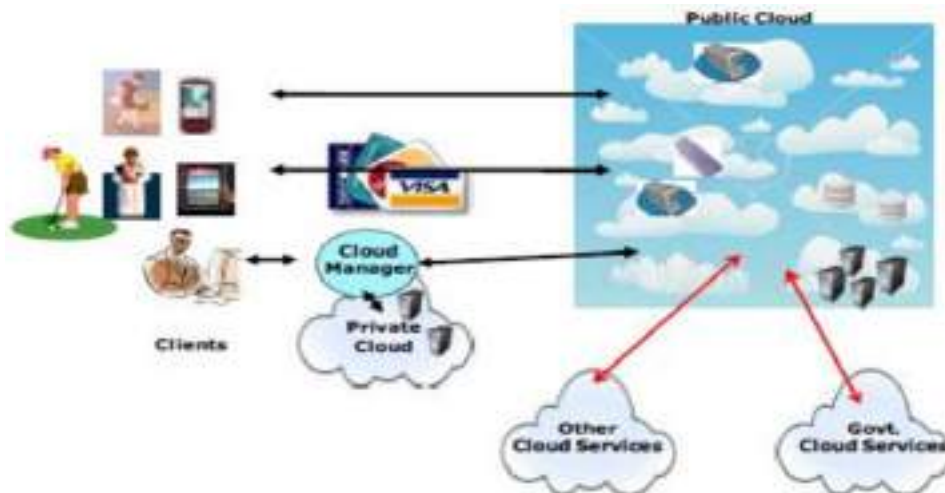 Public Cloud
VISA
Cloud
Manager
Private
Cloud
Clients
Other
Cloud Services
Govt.
Cloud Services